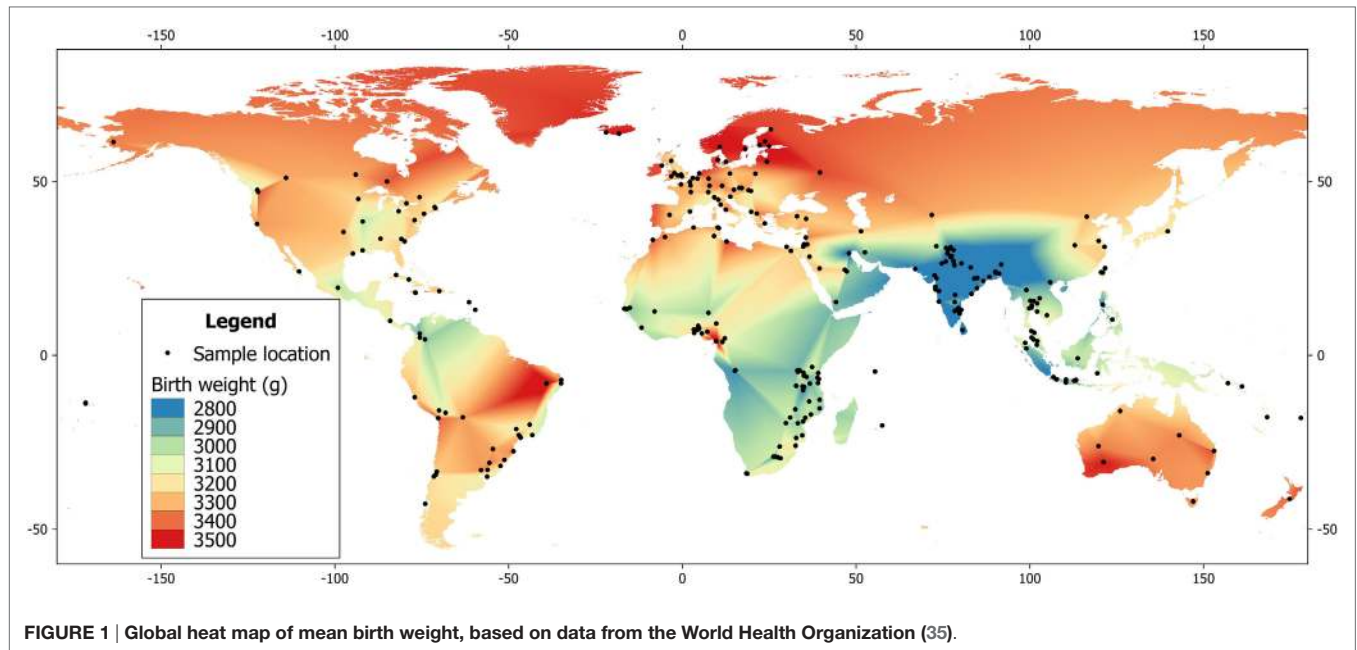 -150 -100 -50 0 50 100 150
50 50
0 0
-50 -50
Legend
Sample location
Birth weight (g)
2800
2900
3000
3100
3200
3300
3400
3500
-150 -100 -50 0 50 100 150
FIGURE 1 | Global heat map of mean birth weight, based on data from the World Health Organization (35).